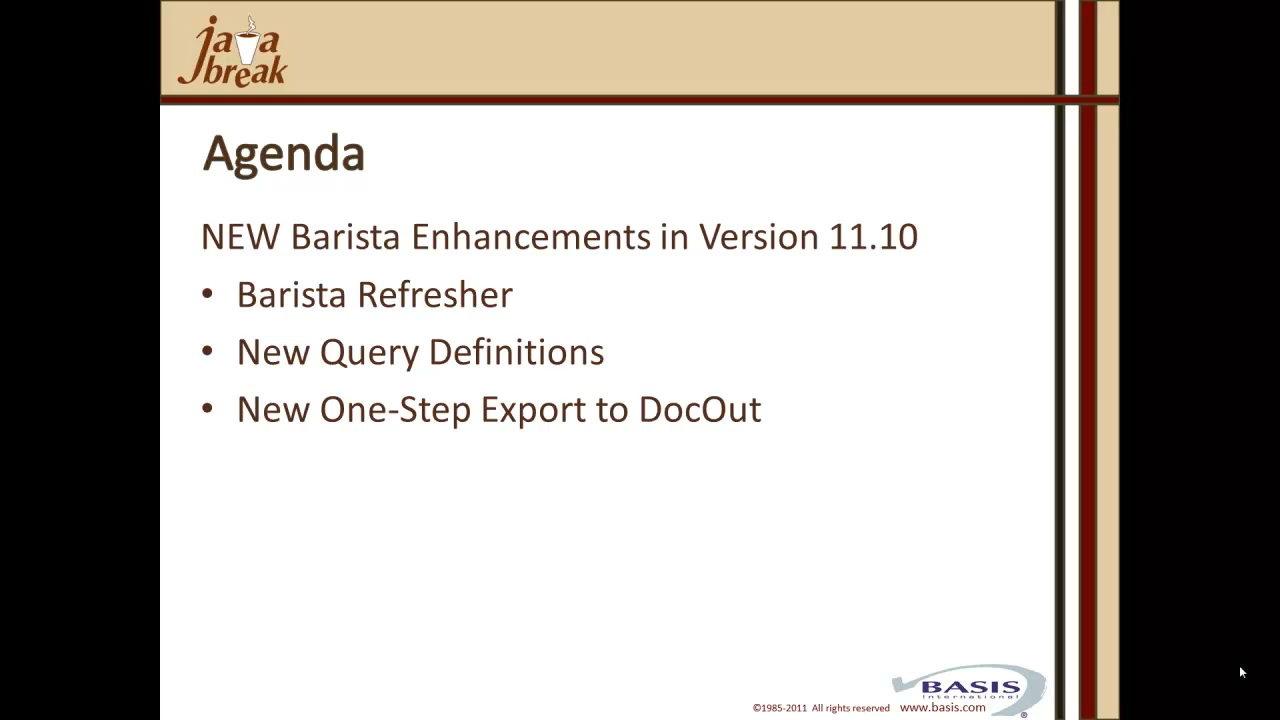 java
break
Agenda
NEW Barista Enhancements in Version 11.10
• Barista Refresher
• New Query Definitions
• New One-Step Export to DocOut
BASIS
International
®
©1985-2011 All rights reserved www.basis.com